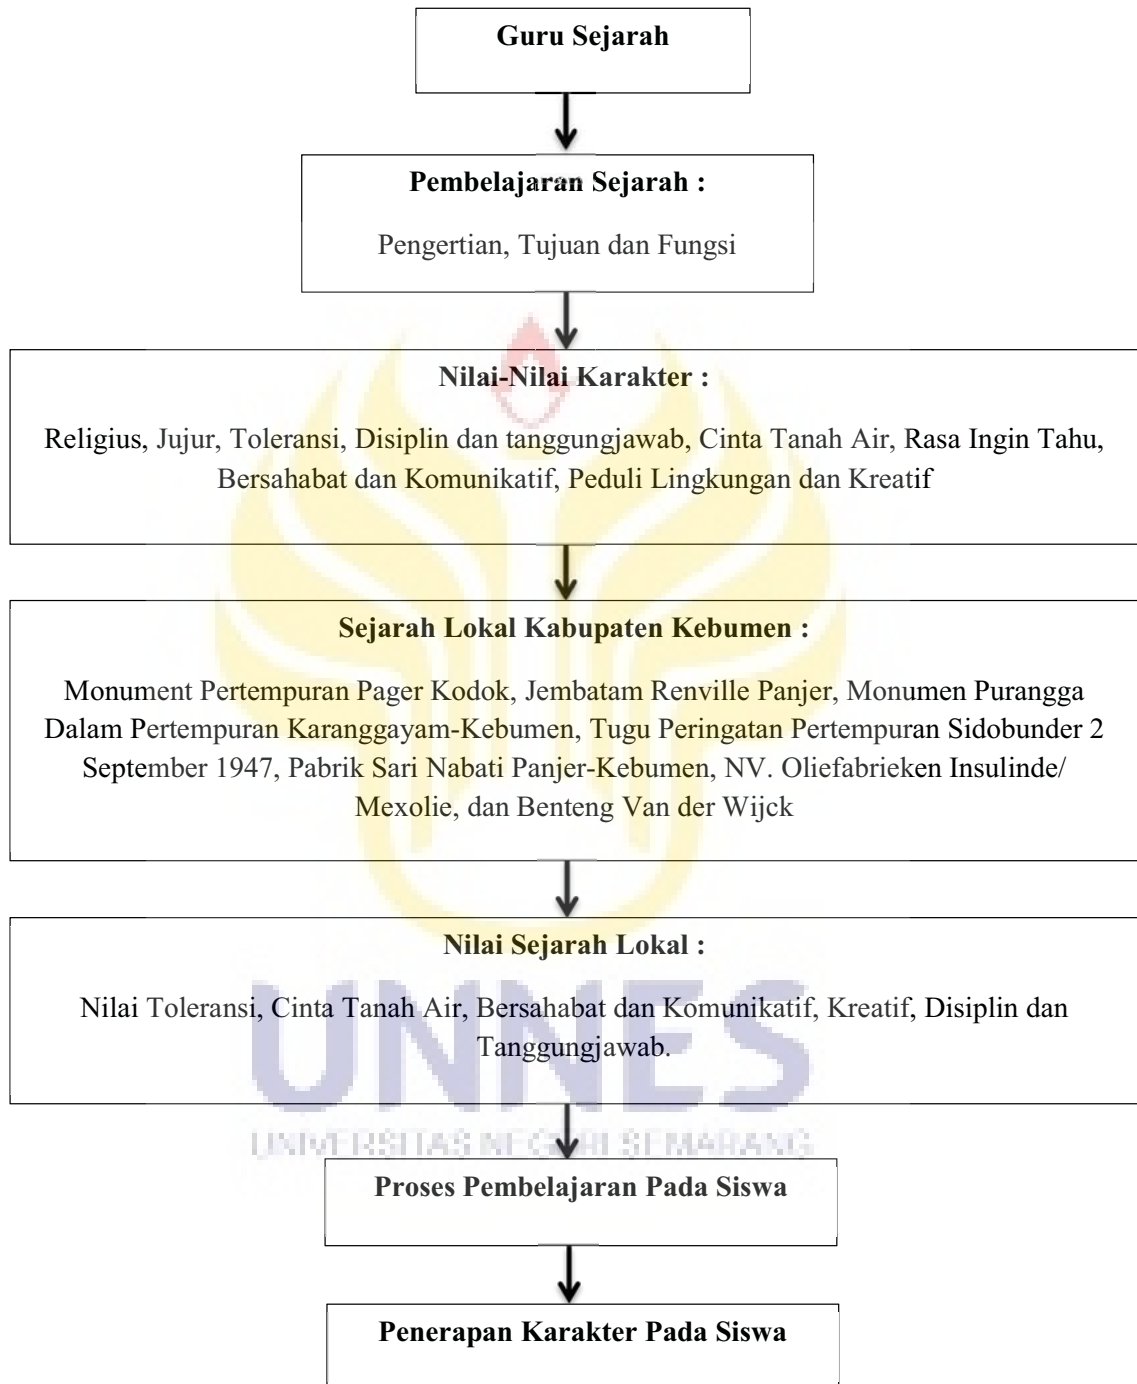 Guru Sejarah
Pembelajaran Sejarah :
Pengertian, Tujuan dan Fungsi
Nilai-Nilai Karakter :
Religius, Jujur, Toleransi, Disiplin dan tanggungjawab, Cinta Tanah Air, Rasa Ingin Tahu,
Bersahabat dan Komunikatif, Peduli Lingkungan dan Kreatif
Sejarah Lokal Kabupaten Kebumen :
Monument Pertempuran Pager Kodok, Jembatam Renville Panjer, Monumen Purangga
Dalam Pertempuran Karanggayam-Kebumen, Tugu Peringatan Pertempuran Sidobunder 2
September 1947, Pabrik Sari Nabati Panjer-Kebumen, NV. Oliefabrieken Insulinde/
Mexolie, dan Benteng Van der Wijck
Nilai Sejarah Lokal :
Nilai Toleransi, Cinta Tanah Air, Bersahabat dan Komunikatif, Kreatif, Disiplin dan
Tanggungjawab.
UNNES
UNIVERSITAS NEGERI SEMARANG
Proses Pembelajaran Pada Siswa
Penerapan Karakter Pada Siswa